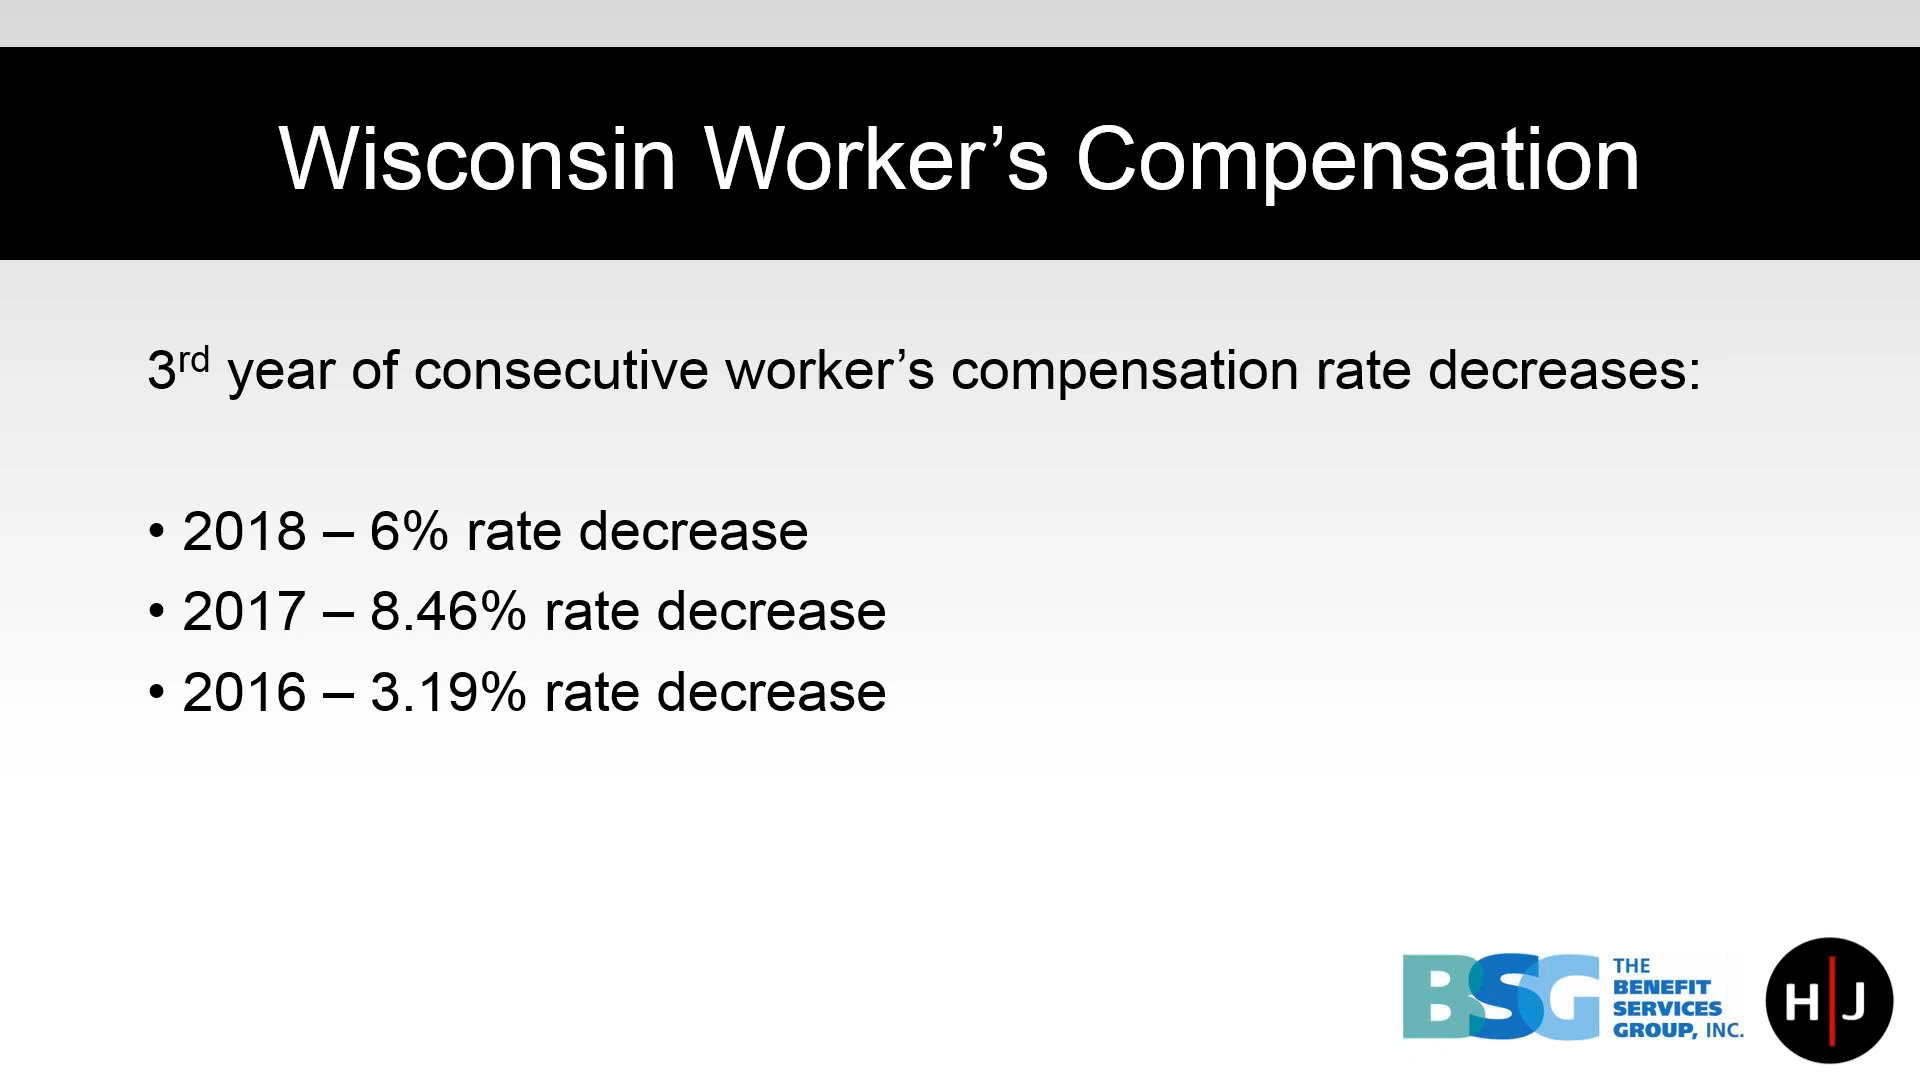 Wisconsin Worker’s Compensation
3rd year of consecutive worker’s compensation rate decreases:
• 2018 – 6% rate decrease
• 2017 – 8.46% rate decrease
• 2016 – 3.19% rate decrease
BSG
THE
BENEFIT
SERVICES
GROUP, INC.
H|J